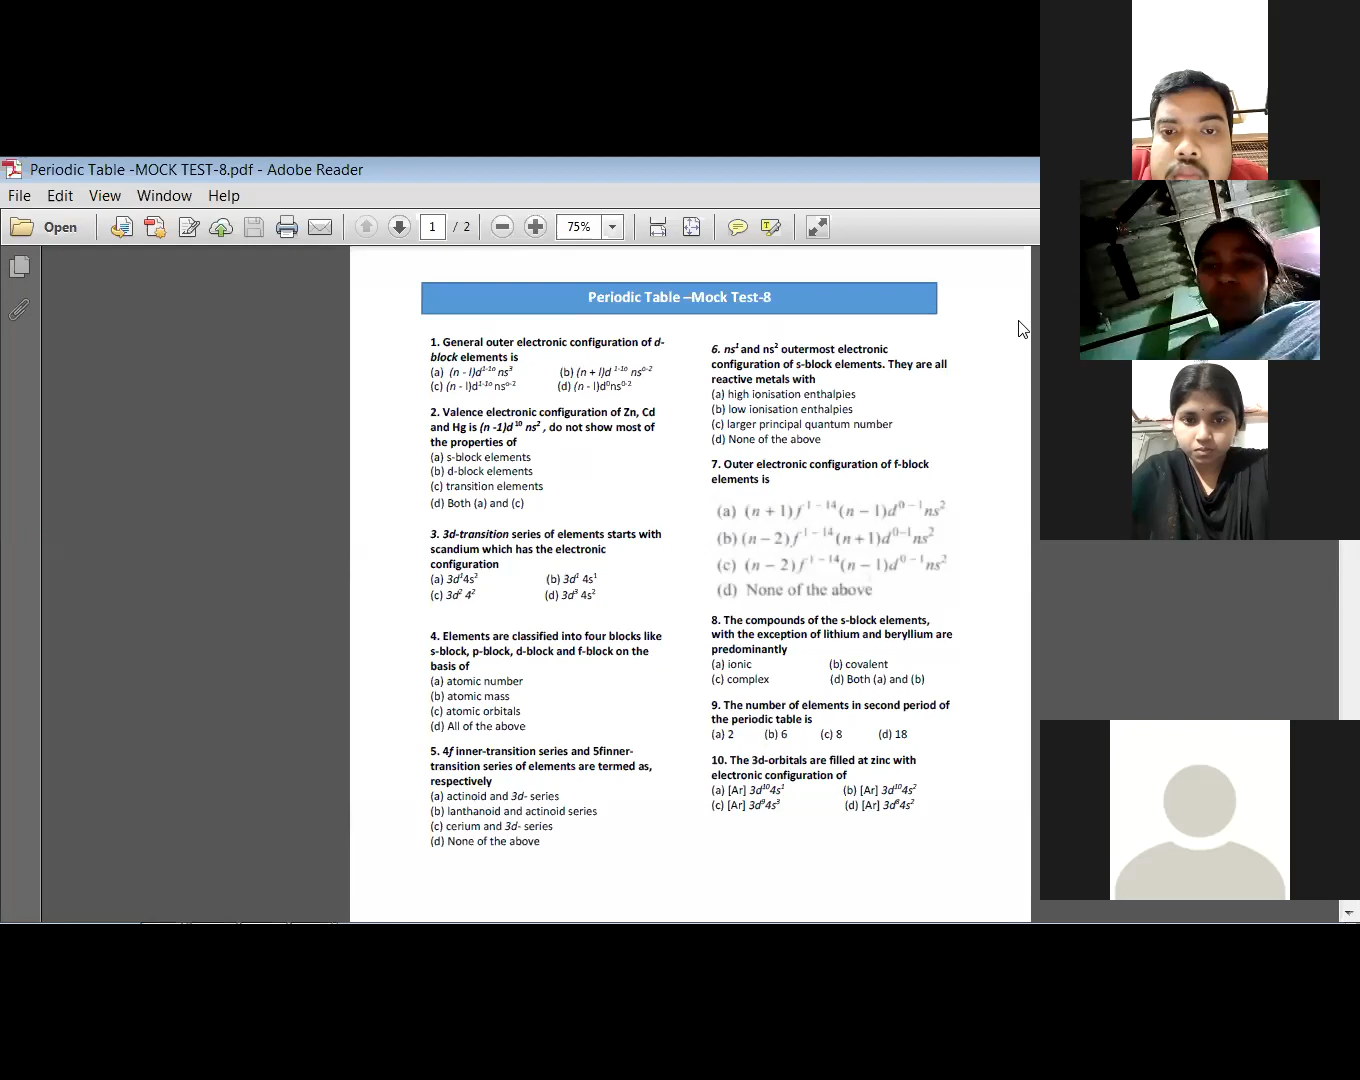 Periodic Table -MOCK TEST-8.pdf - Adobe Reader
File Edit View Window Help
Open 1 / 2 75%
Periodic Table –Mock Test-8
1. General outer electronic configuration of d-
block elements is
(a) (n - l)d¹⁻¹ᵒ ns³ (b) (n + l)d ¹⁻¹ᵒ nsᵒ⁻²
(c) (n - l)d¹⁻¹ᵒ nsᵒ⁻² (d) (n - l)d⁰ns⁰⁻²
2. Valence electronic configuration of Zn, Cd
and Hg is (n -1)d¹⁰ ns² , do not show most of
the properties of
(a) s-block elements
(b) d-block elements
(c) transition elements
(d) Both (a) and (c)
3. 3d-transition series of elements starts with
scandium which has the electronic
configuration
(a) 3d¹4s² (b) 3d¹ 4s¹
(c) 3d² 4² (d) 3d³ 4s²
4. Elements are classified into four blocks like
s-block, p-block, d-block and f-block on the
basis of
(a) atomic number
(b) atomic mass
(c) atomic orbitals
(d) All of the above
5. 4f inner-transition series and 5finner-
transition series of elements are termed as,
respectively
(a) actinoid and 3d- series
(b) lanthanoid and actinoid series
(c) cerium and 3d- series
(d) None of the above
6. ns¹ and ns² outermost electronic
configuration of s-block elements. They are all
reactive metals with
(a) high ionisation enthalpies
(b) low ionisation enthalpies
(c) larger principal quantum number
(d) None of the above
7. Outer electronic configuration of f-block
elements is
(a) (n + 1)f¹⁻¹⁴(n − 1)d⁰⁻¹ns²
(b) (n − 2)f¹⁻¹⁴(n + 1)d⁰⁻¹ns²
(c) (n − 2)f¹⁻¹⁴(n − 1)d⁰⁻¹ns²
(d) None of the above
8. The compounds of the s-block elements,
with the exception of lithium and beryllium are
predominantly
(a) ionic (b) covalent
(c) complex (d) Both (a) and (b)
9. The number of elements in second period of
the periodic table is
(a) 2 (b) 6 (c) 8 (d) 18
10. The 3d-orbitals are filled at zinc with
electronic configuration of
(a) [Ar] 3d¹⁰4s¹ (b) [Ar] 3d¹⁰4s²
(c) [Ar] 3d⁹4s³ (d) [Ar] 3d⁸4s²